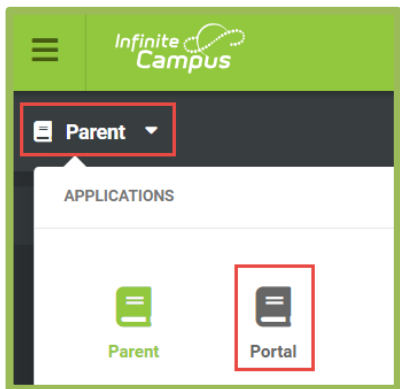 Infinite
Campus
Parent
APPLICATIONS
Parent
Portal